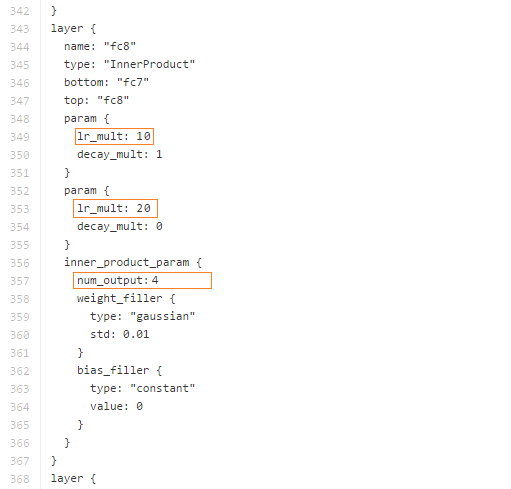 342 }
343 layer {
344 name: "fc8"
345 type: "InnerProduct"
346 bottom: "fc7"
347 top: "fc8"
348 param {
349 lr_mult: 10
350 decay_mult: 1
351 }
352 param {
353 lr_mult: 20
354 decay_mult: 0
355 }
356 inner_product_param {
357 num_output: 4
358 weight_filler {
359 type: "gaussian"
360 std: 0.01
361 }
362 bias_filler {
363 type: "constant"
364 value: 0
365 }
366 }
367 }
368 layer {